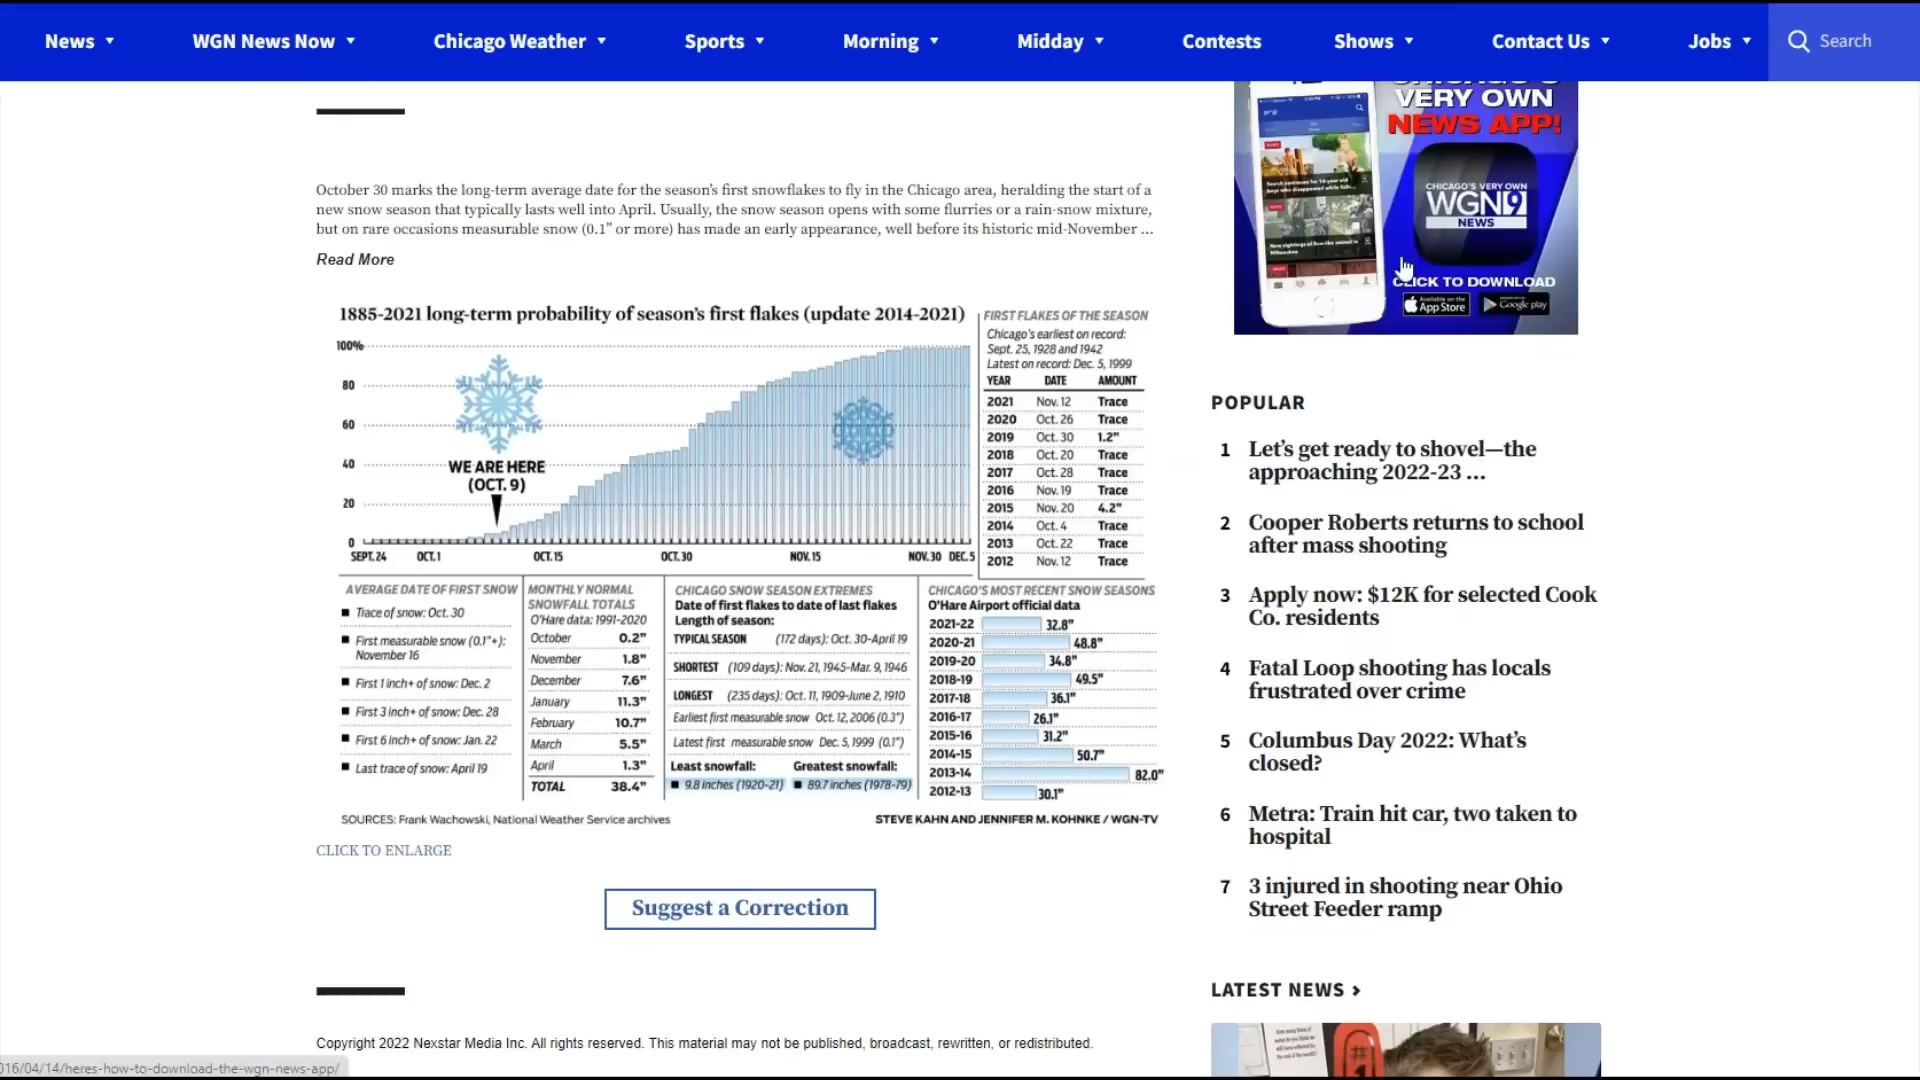 News
WGN News Now
Chicago Weather
Sports
Morning
Midday
Contests
Shows
Contact Us
Jobs
Search
VERY OWN
NEWS APP!
CHICAGO'S VERY OWN
WGN9
NEWS
CLICK TO DOWNLOAD
App Store
Google play
October 30 marks the long-term average date for the season's first snowflakes to fly in the Chicago area, heralding the start of a
new snow season that typically lasts well into April. Usually, the snow season opens with some flurries or a rain-snow mixture,
but on rare occasions measurable snow (0.1" or more) has made an early appearance, well before its historic mid-November ...
Read More
1885-2021 long-term probability of season's first flakes (update 2014-2021)
100%
80
60
40
20
0
WE ARE HERE
(OCT. 9)
SEPT. 24 OCT. 1 OCT. 15 OCT. 30 NOV. 15 NOV. 30 DEC. 5
FIRST FLAKES OF THE SEASON
Chicago's earliest on record:
Sept. 25, 1928 and 1942
Latest on record: Dec. 5, 1999
YEAR DATE AMOUNT
2021 Nov. 12 Trace
2020 Oct. 26 Trace
2019 Oct. 30 1.2"
2018 Oct. 20 Trace
2017 Oct. 28 Trace
2016 Nov. 19 Trace
2015 Nov. 20 4.2"
2014 Oct. 4 Trace
2013 Oct. 22 Trace
2012 Nov. 12 Trace
AVERAGE DATE OF FIRST SNOW
Trace of snow: Oct. 30
First measurable snow (0.1"+):
November 16
First 1 inch+ of snow: Dec. 2
First 3 inch+ of snow: Dec. 28
First 6 inch+ of snow: Jan. 22
Last trace of snow: April 19
MONTHLY NORMAL
SNOWFALL TOTALS
O'Hare data: 1991-2020
October 0.2"
November 1.8"
December 7.6"
January 11.3"
February 10.7"
March 5.5"
April 1.3"
TOTAL 38.4"
CHICAGO SNOW SEASON EXTREMES
Date of first flakes to date of last flakes
Length of season:
TYPICAL SEASON (172 days): Oct. 30-April 19
SHORTEST (109 days): Nov. 21, 1945-Mar. 9, 1946
LONGEST (235 days): Oct. 11, 1909-June 2, 1910
Earliest first measurable snow Oct. 12, 2006 (0.3")
Latest first measurable snow Dec. 5, 1999 (0.1")
Least snowfall: Greatest snowfall:
9.8 inches (1920-21) 89.7 inches (1978-79)
CHICAGO'S MOST RECENT SNOW SEASONS
O'Hare Airport official data
2021-22 32.8"
2020-21 48.8"
2019-20 34.8"
2018-19 49.5"
2017-18 36.1"
2016-17 26.1"
2015-16 31.2"
2014-15 50.7"
2013-14 82.0"
2012-13 30.1"
SOURCES: Frank Wachowski, National Weather Service archives
STEVE KAHN AND JENNIFER M. KOHNKE / WGN-TV
CLICK TO ENLARGE
Suggest a Correction
Copyright 2022 Nexstar Media Inc. All rights reserved. This material may not be published, broadcast, rewritten, or redistributed.
POPULAR
1 Let's get ready to shovel—the
approaching 2022-23 ...
2 Cooper Roberts returns to school
after mass shooting
3 Apply now: $12K for selected Cook
Co. residents
4 Fatal Loop shooting has locals
frustrated over crime
5 Columbus Day 2022: What's
closed?
6 Metra: Train hit car, two taken to
hospital
7 3 injured in shooting near Ohio
Street Feeder ramp
LATEST NEWS >
016/04/14/heres-how-to-download-the-wgn-news-app/